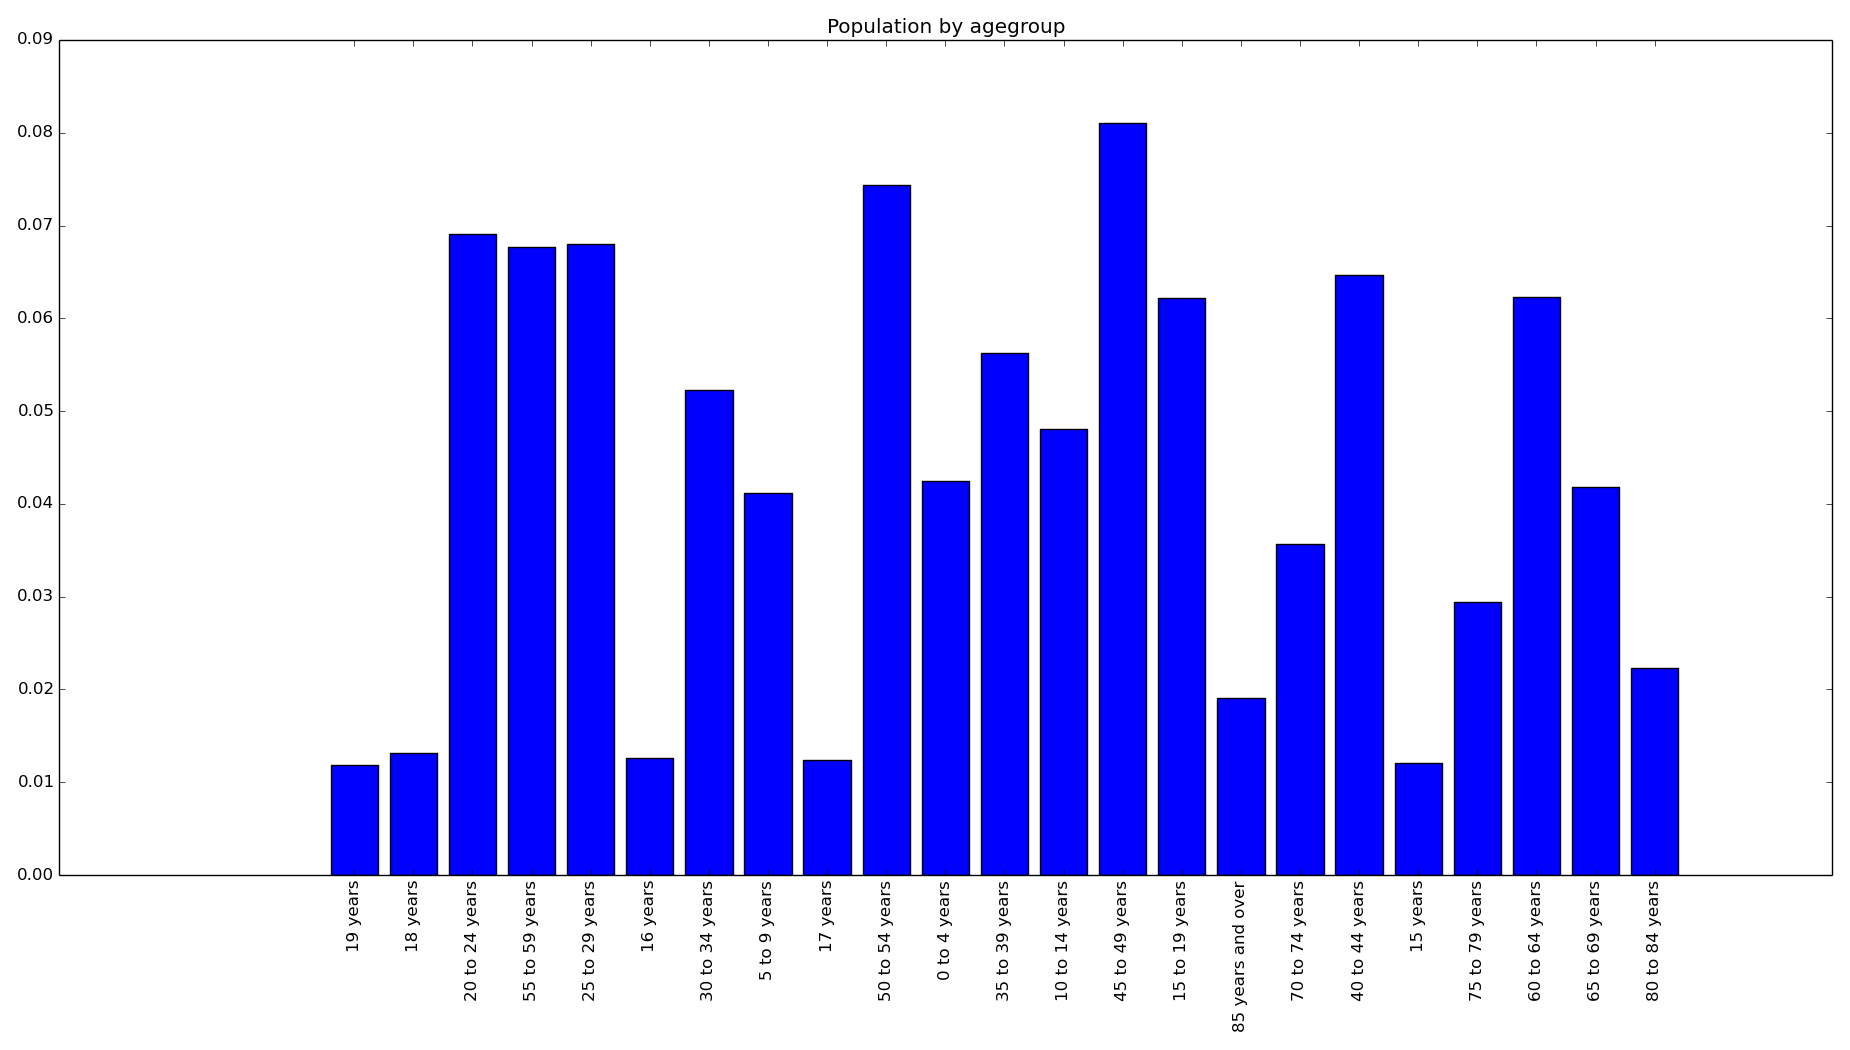 Population by agegroup
0.09
0.08
0.07
0.06
0.05
0.04
0.03
0.02
0.01
0.00
19 years
18 years
20 to 24 years
55 to 59 years
25 to 29 years
16 years
30 to 34 years
5 to 9 years
17 years
50 to 54 years
0 to 4 years
35 to 39 years
10 to 14 years
45 to 49 years
15 to 19 years
85 years and over
70 to 74 years
40 to 44 years
15 years
75 to 79 years
60 to 64 years
65 to 69 years
80 to 84 years